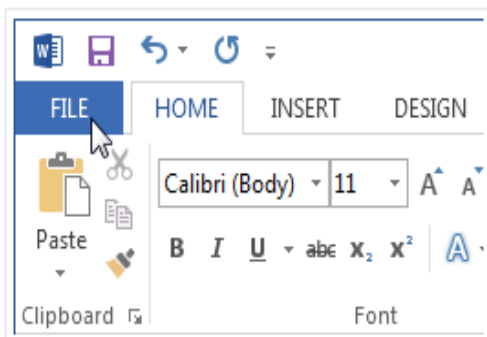 W
FILE HOME INSERT DESIGN
Calibri (Body) 11 A A
Paste B I U abc X₂ X² A
Clipboard Font